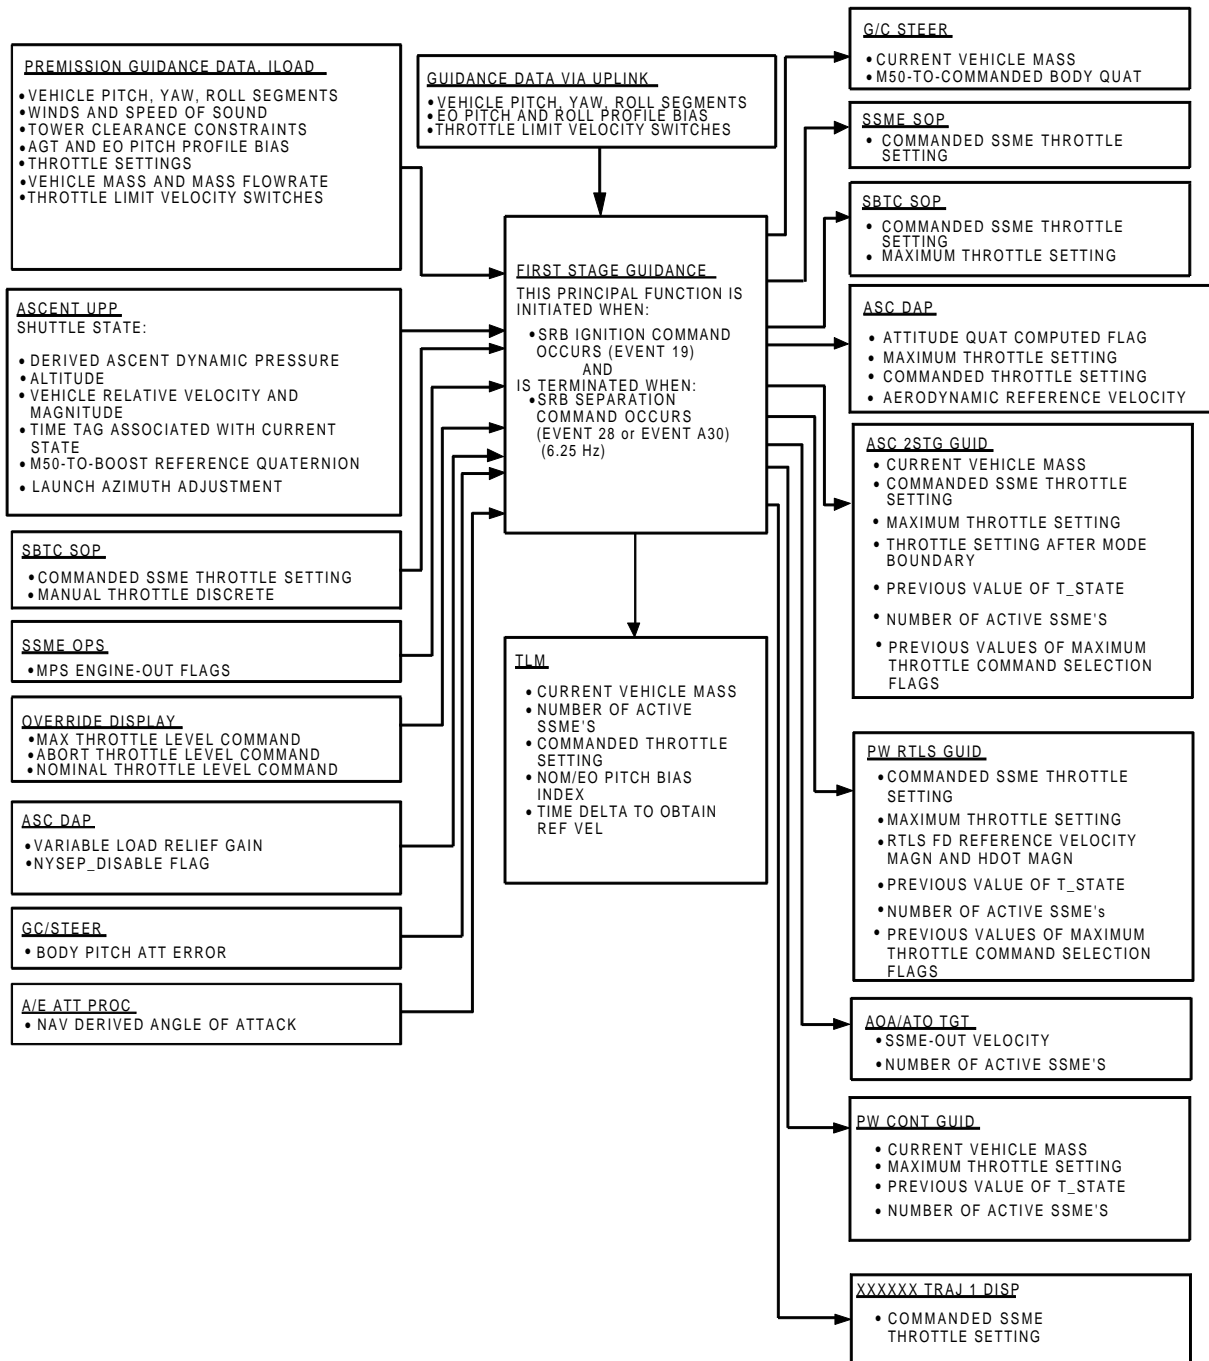 PREMISSION GUIDANCE DATA, ILOAD
•VEHICLE PITCH, YAW, ROLL SEGMENTS
•WINDS AND SPEED OF SOUND
•TOWER CLEARANCE CONSTRAINTS
•AGT AND EO PITCH PROFILE BIAS
•THROTTLE SETTINGS
•VEHICLE MASS AND MASS FLOWRATE
•THROTTLE LIMIT VELOCITY SWITCHES
ASCENT UPP
SHUTTLE STATE:
• DERIVED ASCENT DYNAMIC PRESSURE
•ALTITUDE
•VEHICLE RELATIVE VELOCITY AND
MAGNITUDE
•TIME TAG ASSOCIATED WITH CURRENT
STATE
•M50-TO-BOOST REFERENCE QUATERNION
• LAUNCH AZIMUTH ADJUSTMENT
SBTC SOP
•COMMANDED SSME THROTTLE SETTING
•MANUAL THROTTLE DISCRETE
SSME OPS
•MPS ENGINE-OUT FLAGS
OVERRIDE DISPLAY
•MAX THROTTLE LEVEL COMMAND
•ABORT THROTTLE LEVEL COMMAND
•NOMINAL THROTTLE LEVEL COMMAND
ASC DAP
•VARIABLE LOAD RELIEF GAIN
•NYSEP_DISABLE FLAG
GC/STEER
• BODY PITCH ATT ERROR
A/E ATT PROC
• NAV DERIVED ANGLE OF ATTACK
GUIDANCE DATA VIA UPLINK
•VEHICLE PITCH, YAW, ROLL SEGMENTS
•EO PITCH AND ROLL PROFILE BIAS
•THROTTLE LIMIT VELOCITY SWITCHES
FIRST STAGE GUIDANCE
THIS PRINCIPAL FUNCTION IS
INITIATED WHEN:
•SRB IGNITION COMMAND
OCCURS (EVENT 19)
AND
IS TERMINATED WHEN:
•SRB SEPARATION
COMMAND OCCURS
(EVENT 28 or EVENT A30)
(6.25 Hz)
TLM
• CURRENT VEHICLE MASS
• NUMBER OF ACTIVE
SSME'S
• COMMANDED THROTTLE
SETTING
• NOM/EO PITCH BIAS
INDEX
• TIME DELTA TO OBTAIN
REF VEL
G/C STEER
•CURRENT VEHICLE MASS
•M50-TO-COMMANDED BODY QUAT
SSME SOP
• COMMANDED SSME THROTTLE
SETTING
SBTC SOP
• COMMANDED SSME THROTTLE
SETTING
• MAXIMUM THROTTLE SETTING
ASC DAP
• ATTITUDE QUAT COMPUTED FLAG
• MAXIMUM THROTTLE SETTING
• COMMANDED THROTTLE SETTING
• AERODYNAMIC REFERENCE VELOCITY
ASC 2STG GUID
• CURRENT VEHICLE MASS
• COMMANDED SSME THROTTLE
SETTING
• MAXIMUM THROTTLE SETTING
• THROTTLE SETTING AFTER MODE
BOUNDARY
• PREVIOUS VALUE OF T_STATE
• NUMBER OF ACTIVE SSME'S
• PREVIOUS VALUES OF MAXIMUM
THROTTLE COMMAND SELECTION
FLAGS
PW RTLS GUID
•COMMANDED SSME THROTTLE
SETTING
•MAXIMUM THROTTLE SETTING
•RTLS FD REFERENCE VELOCITY
MAGN AND HDOT MAGN
•PREVIOUS VALUE OF T_STATE
•NUMBER OF ACTIVE SSME's
• PREVIOUS VALUES OF MAXIMUM
THROTTLE COMMAND SELECTION
FLAGS
AOA/ATO TGT
•SSME-OUT VELOCITY
•NUMBER OF ACTIVE SSME'S
PW CONT GUID
• CURRENT VEHICLE MASS
• MAXIMUM THROTTLE SETTING
• PREVIOUS VALUE OF T_STATE
• NUMBER OF ACTIVE SSME'S
XXXXXX TRAJ 1 DISP
• COMMANDED SSME
THROTTLE SETTING